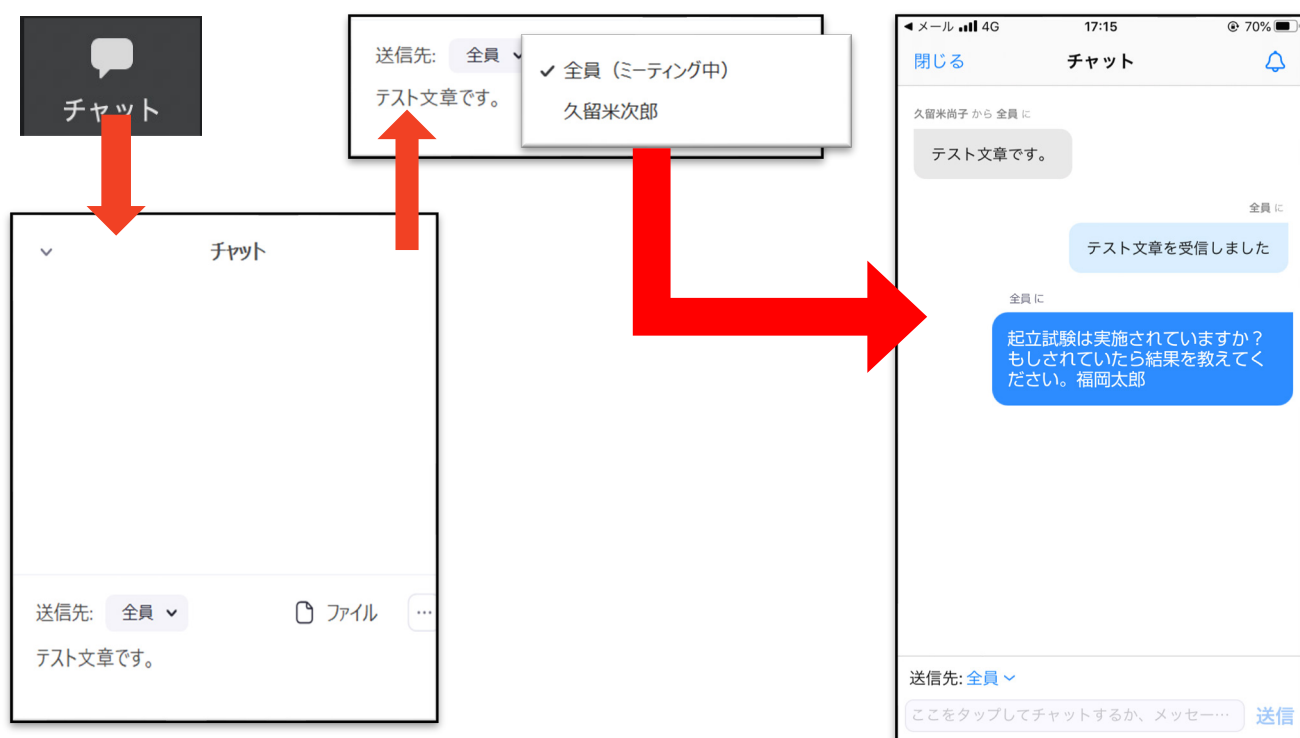 チャット
チャット
送信先: 全員
ファイル
...
テスト文章です。
送信先: 全員
テスト文章です。
全員（ミーティング中）
久留米次郎
メール 4G 17:15 70%
閉じる チャット
久留米尚子 から 全員 に
テスト文章です。
全員 に
テスト文章を受信しました
全員 に
起立試験は実施されていますか？
もしされていたら結果を教えてく
ださい。福岡太郎
送信先: 全員
ここをタップしてチャットするか、メッセー… 送信